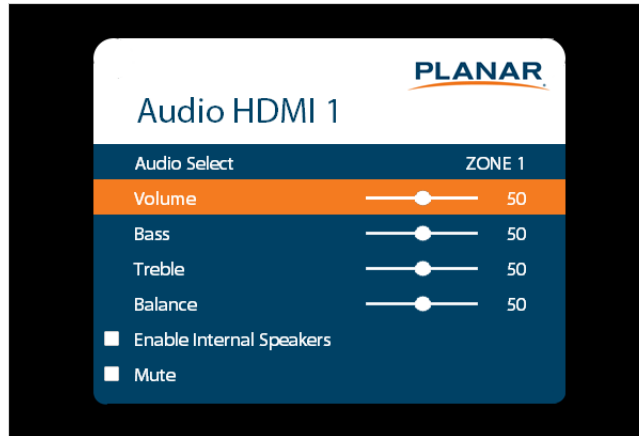 PLANAR
Audio HDMI 1
Audio Select ZONE 1
Volume 50
Bass 50
Treble 50
Balance 50
Enable Internal Speakers
Mute